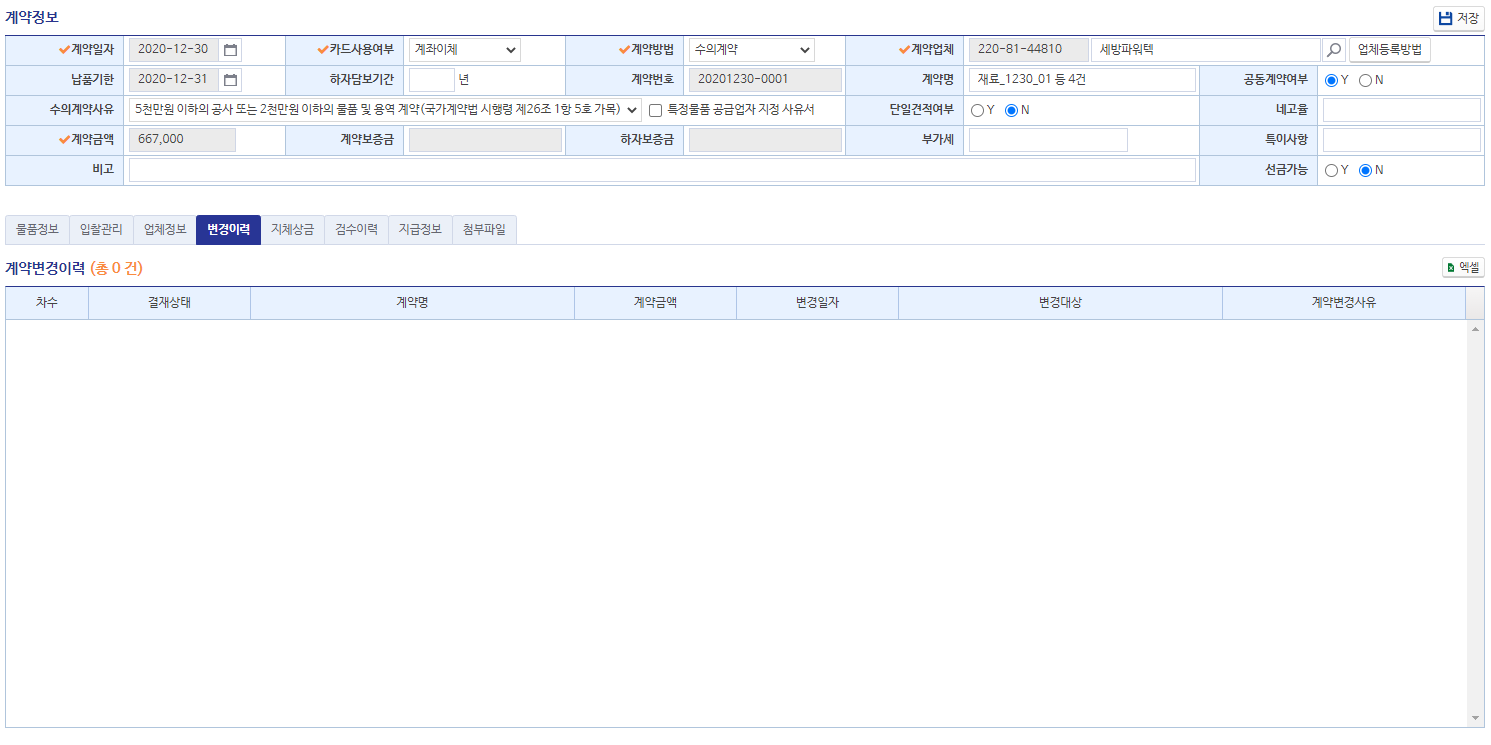 계약정보
저장
계약일자 2020-12-30 카드사용여부 계좌이체 계약방법 수의계약 계약업체 220-81-44810 세방파워텍 업체등록방법
납품기한 2020-12-31 하자담보기간 년 계약번호 20201230-0001 계약명 재료_1230_01 등 4건 공동계약여부 Y N
수의계약사유 5천만원 이하의 공사 또는 2천만원 이하의 물품 및 용역 계약(국가계약법 시행령 제26조 1항 5호 가목) 특정물품 공급업자 지정 사유서 단일견적여부 Y N 네고율
계약금액 667,000 계약보증금 하자보증금 부가세 특이사항
비고 선금가능 Y N
물품정보 입찰관리 업체정보 변경이력 지체상금 검수이력 지급정보 첨부파일
계약변경이력 (총 0 건) 엑셀
차수 결재상태 계약명 계약금액 변경일자 변경대상 계약변경사유